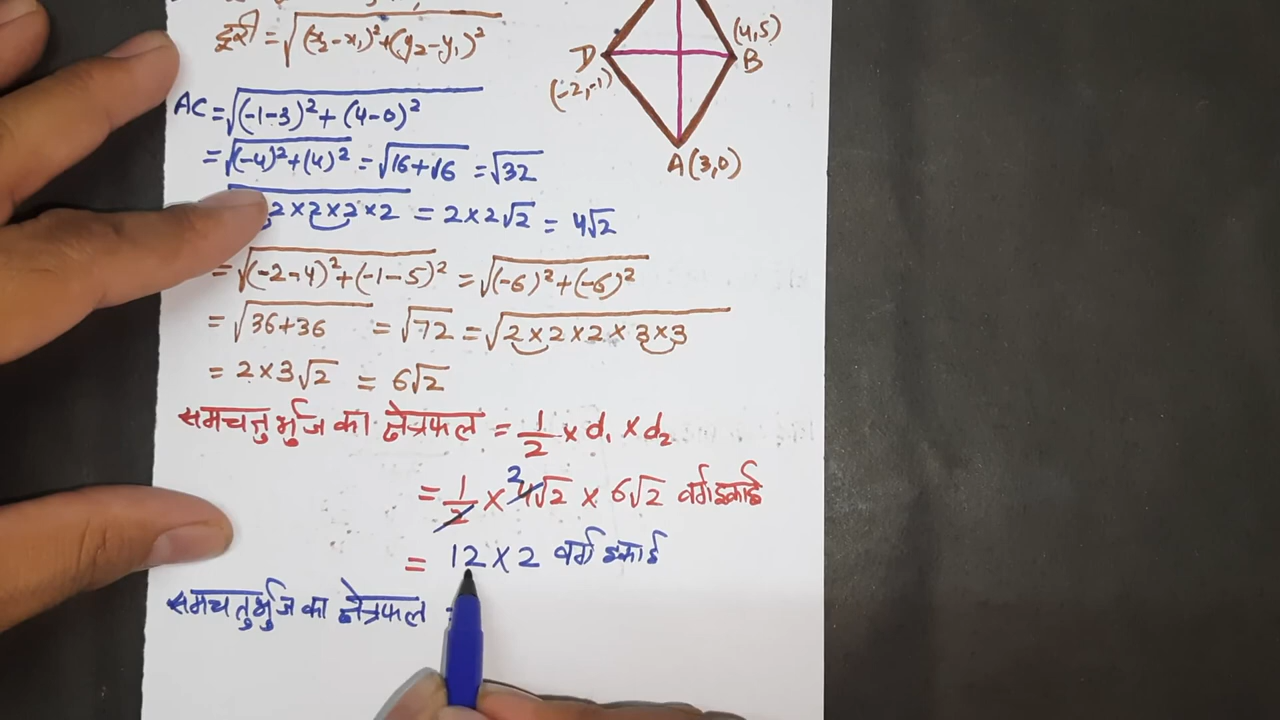 दूरी = √(x₂-x₁)²+(y₂-y₁)²
D
(-2,-1)
(4,5)
B
A(3,0)
AC = √(-1-3)²+(4-0)²
= √(-4)²+(4)² = √16+√16 = √32
2×2×2×2 = 2×2√2 = 4√2
= √(-2-4)²+(-1-5)² = √(-6)²+(-6)²
= √36+36 = √72 = √2×2×2×3×3
= 2×3√2 = 6√2
समचतुर्भुज का क्षेत्रफल = 1/2 × d₁ × d₂
= 1/2 × 4√2 × 6√2 वर्ग इकाई
2
= 12×2 वर्ग इकाई
समचतुर्भुज का क्षेत्रफल